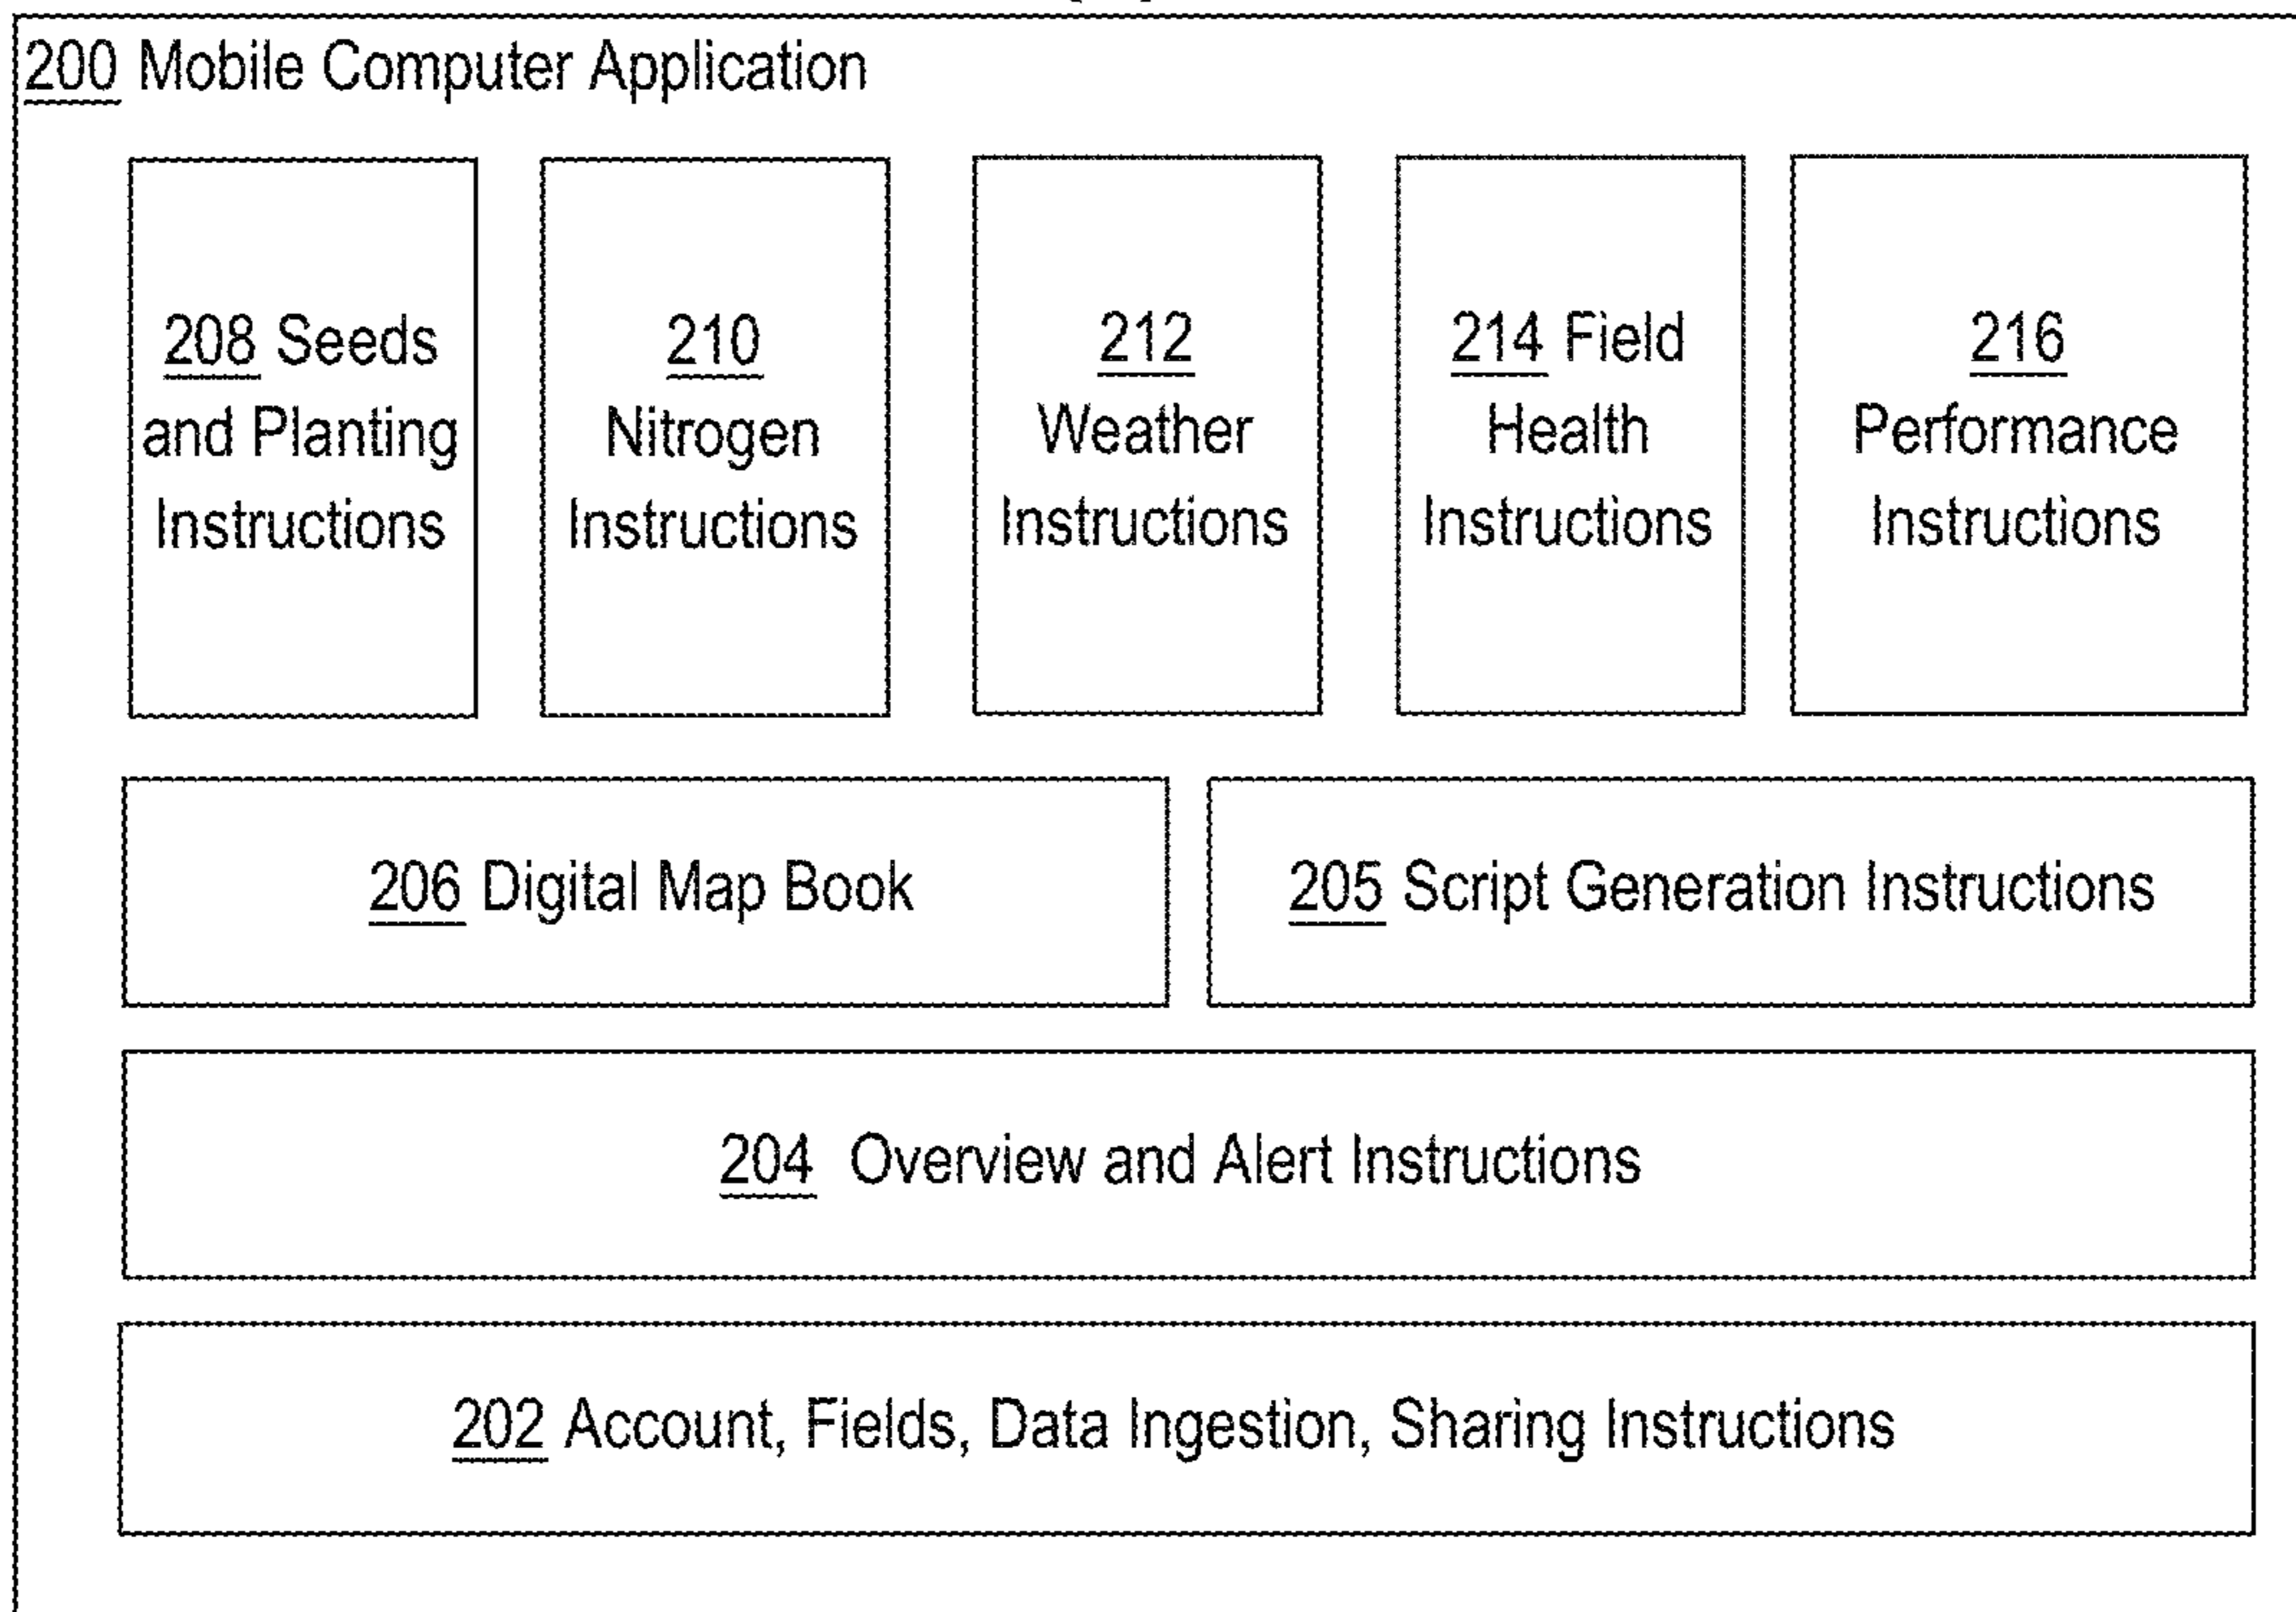 200 Mobile Computer Application
208 Seeds
and Planting
Instructions
210
Nitrogen
Instructions
212
Weather
Instructions
214 Field
Health
Instructions
216
Performance
Instructions
206 Digital Map Book
205 Script Generation Instructions
204 Overview and Alert Instructions
202 Account, Fields, Data Ingestion, Sharing Instructions